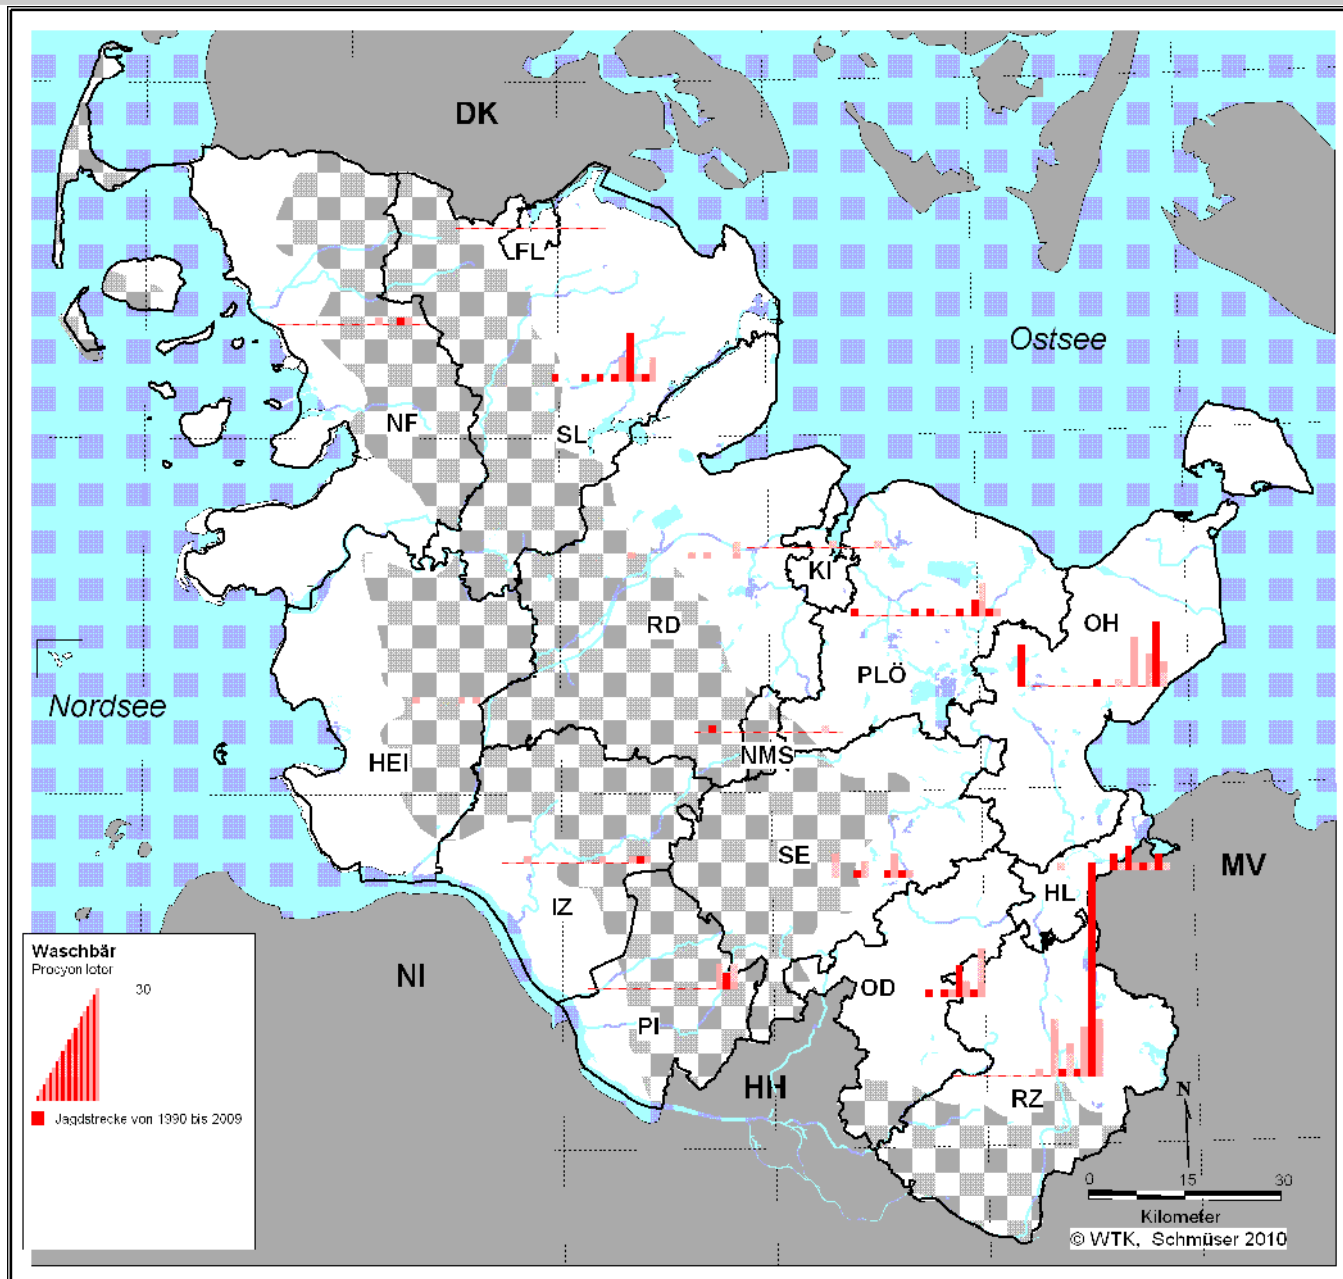 DK
FL
Ostsee
NF
SL
KI
RD
OH
PLÖ
Nordsee
HEI
NMS
SE
MV
HL
IZ
NI
OD
PI
HH
RZ
Waschbär
Procyon lotor
30
Jagdstrecke von 1990 bis 2009
N
0 15 30
Kilometer
© WTK, Schmüser 2010